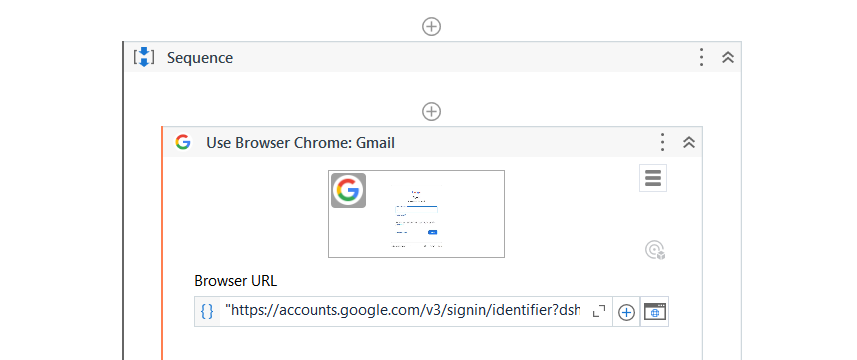 Sequence
Use Browser Chrome: Gmail
Browser URL
"https://accounts.google.com/v3/signin/identifier?dsh